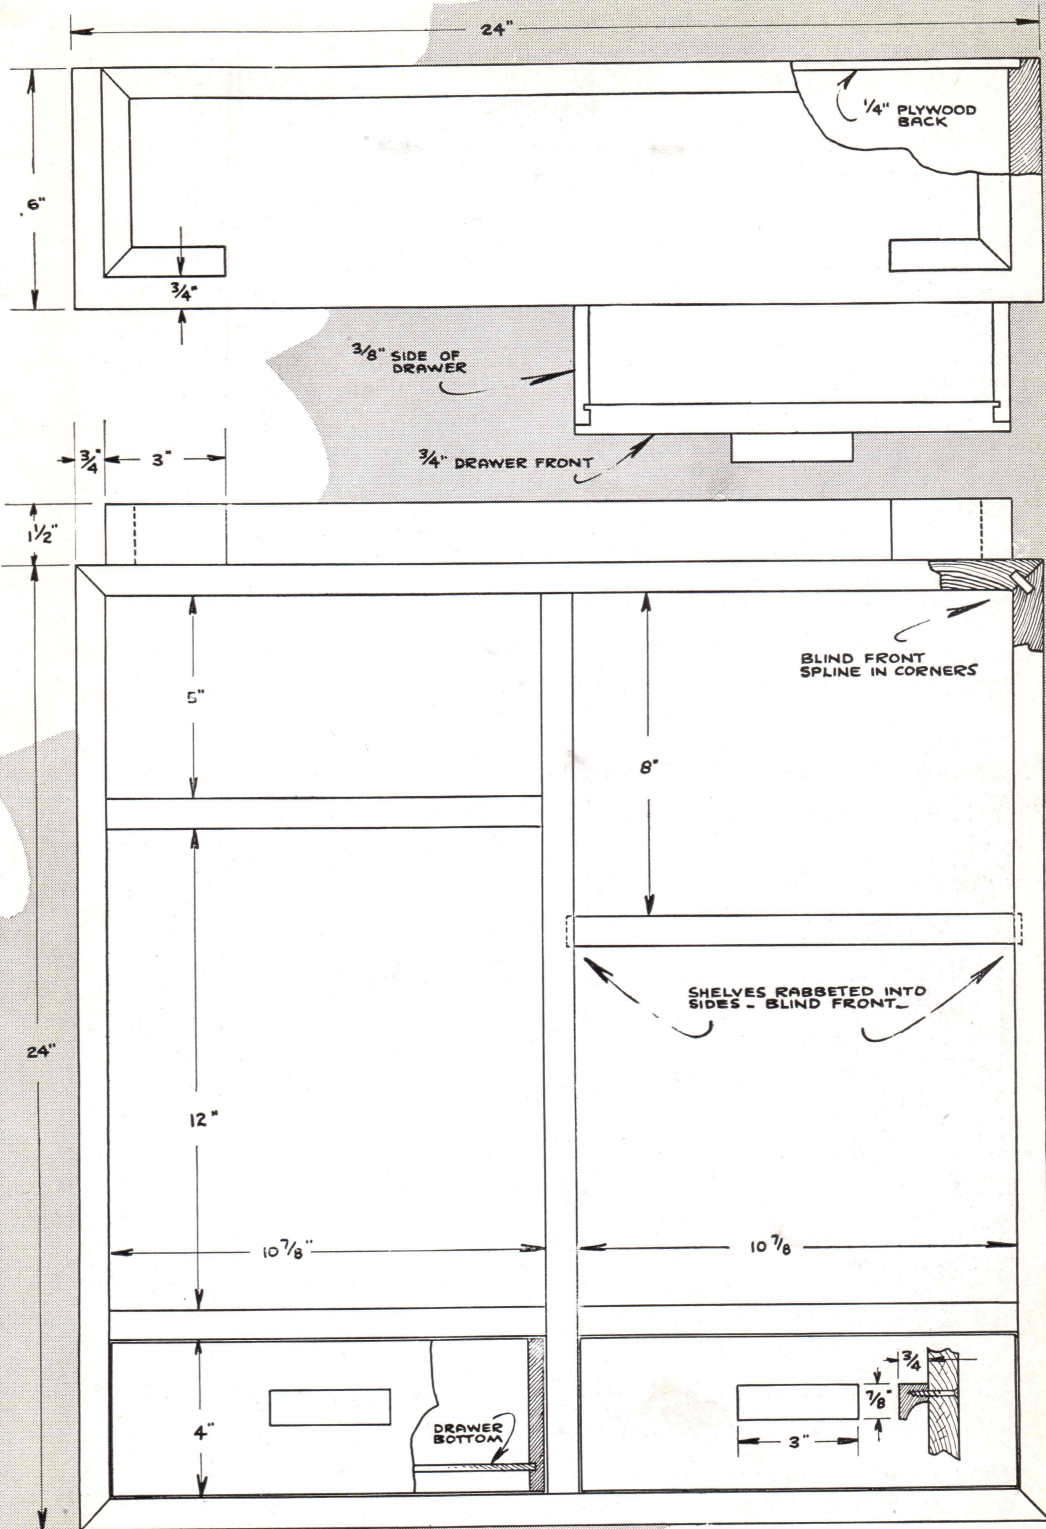 24"
1/4" PLYWOOD
BACK
6"
3/4"
3/8" SIDE OF
DRAWER
3/4" DRAWER FRONT
3/4"
3"
1 1/2"
BLIND FRONT
SPLINE IN CORNERS
5"
8"
SHELVES RABBETED INTO
SIDES - BLIND FRONT
24"
12"
10 7/8"
10 7/8
4"
DRAWER
BOTTOM
3/4
7/8"
3"